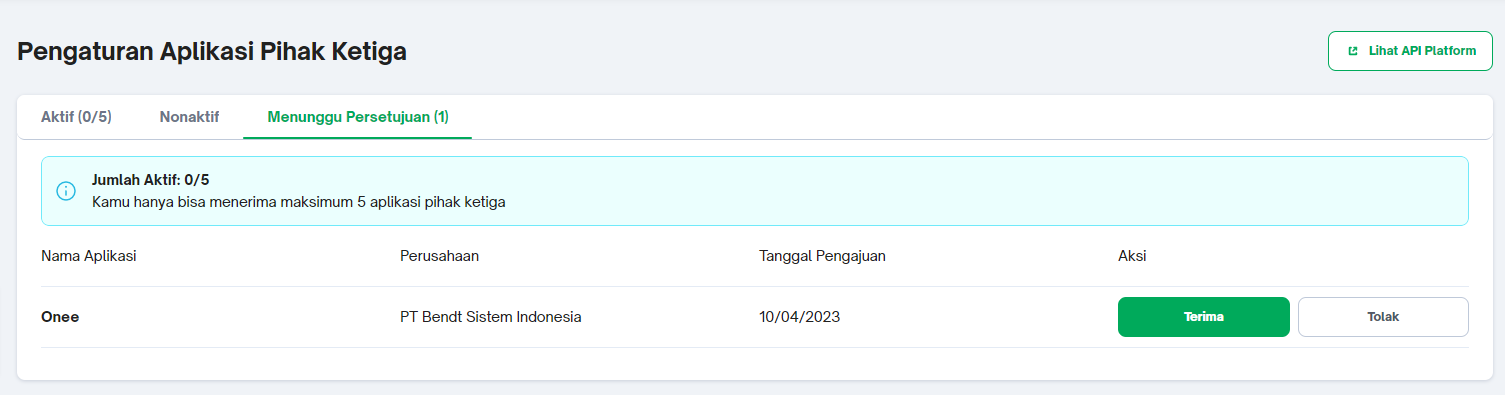 Pengaturan Aplikasi Pihak Ketiga
Lihat API Platform
Aktif (0/5) Nonaktif Menunggu Persetujuan (1)
Jumlah Aktif: 0/5
Kamu hanya bisa menerima maksimum 5 aplikasi pihak ketiga
Nama Aplikasi Perusahaan Tanggal Pengajuan Aksi
Onee PT Bendt Sistem Indonesia 10/04/2023 Terima Tolak